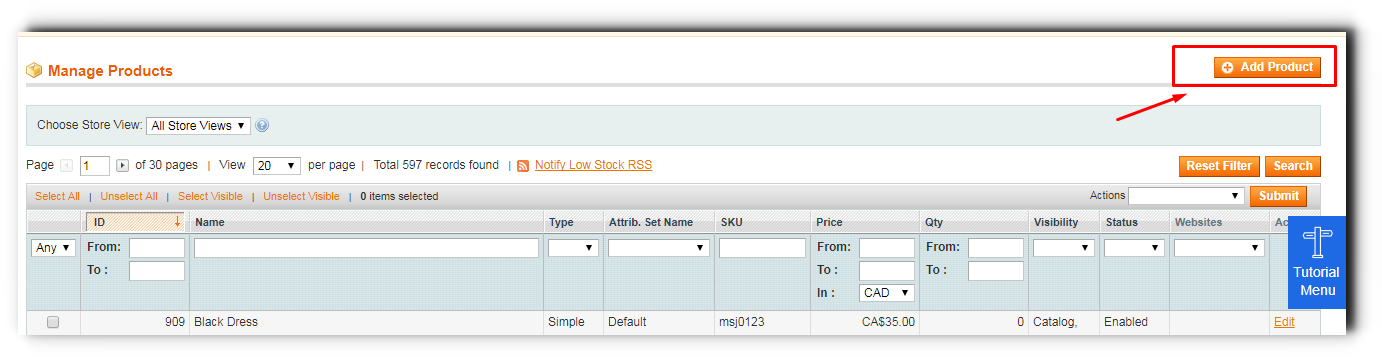 Manage Products
Add Product
Choose Store View: All Store Views
Page 1 of 30 pages | View 20 per page | Total 597 records found | Notify Low Stock RSS
Reset Filter Search
Select All | Unselect All | Select Visible | Unselect Visible | 0 items selected
Actions Submit
ID Name Type Attrib. Set Name SKU Price Qty Visibility Status Websites
Any From: From: From:
To : To : To :
In : CAD
Tutorial
Menu
909 Black Dress Simple Default msj0123 CA$35.00 0 Catalog, Enabled Edit